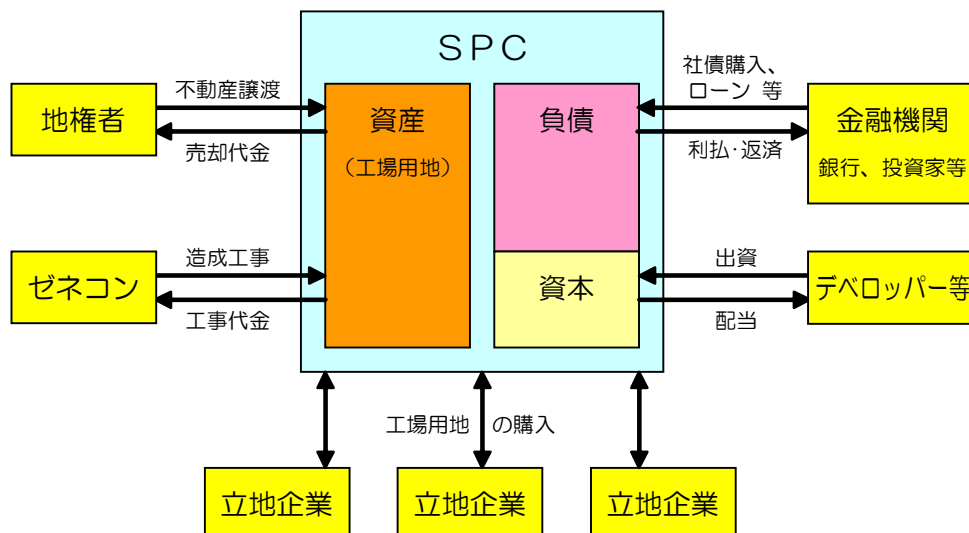 SPC
地権者
不動産譲渡
売却代金
資産
（工場用地）
負債
社債購入、
ローン 等
利払・返済
金融機関
銀行、投資家等
ゼネコン
造成工事
工事代金
資本
出資
配当
デベロッパー等
工場用地 の購入
立地企業
立地企業
立地企業